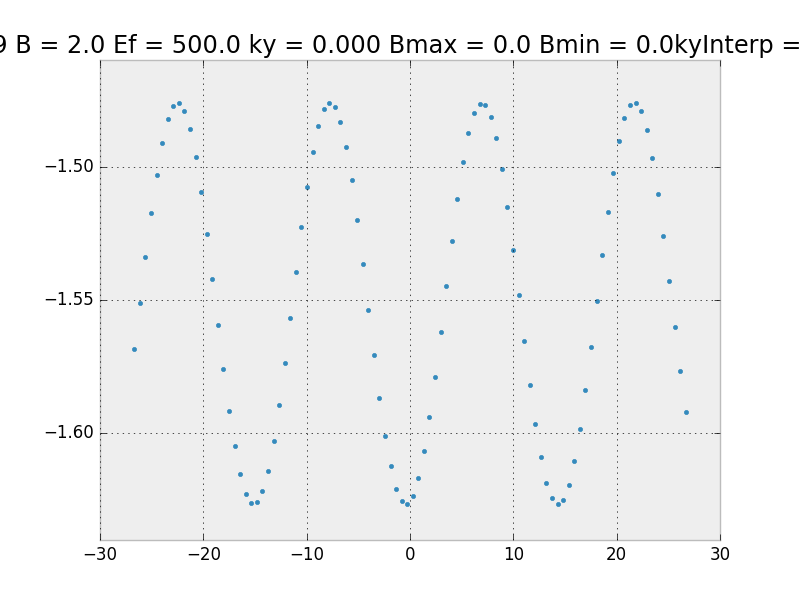 9 B = 2.0 Ef = 500.0 ky = 0.000 Bmax = 0.0 Bmin = 0.0kyInterp =
−1.50
−1.55
−1.60
−30 −20 −10 0 10 20 30